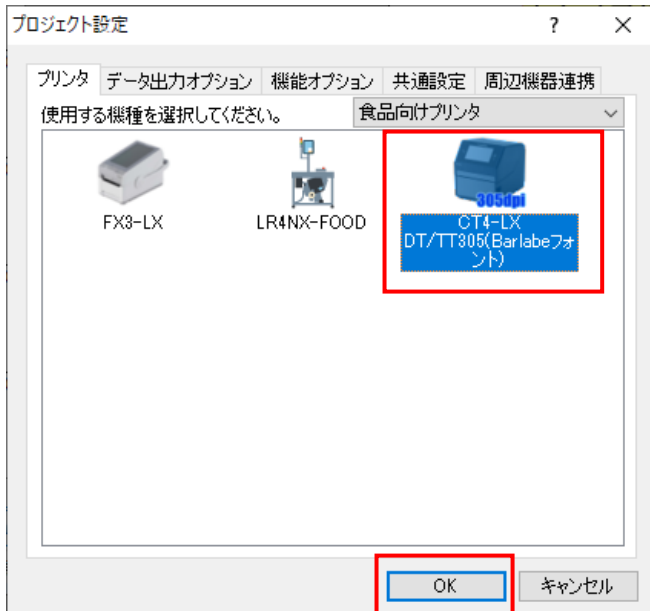 プロジェクト設定
?
プリンタ データ出力オプション 機能オプション 共通設定 周辺機器連携
使用する機種を選択してください。 食品向けプリンタ
305dpi
FX3-LX LR4NX-FOOD CT4-LX
DT/TT305(Barlabeフォ
ント)
OK キャンセル